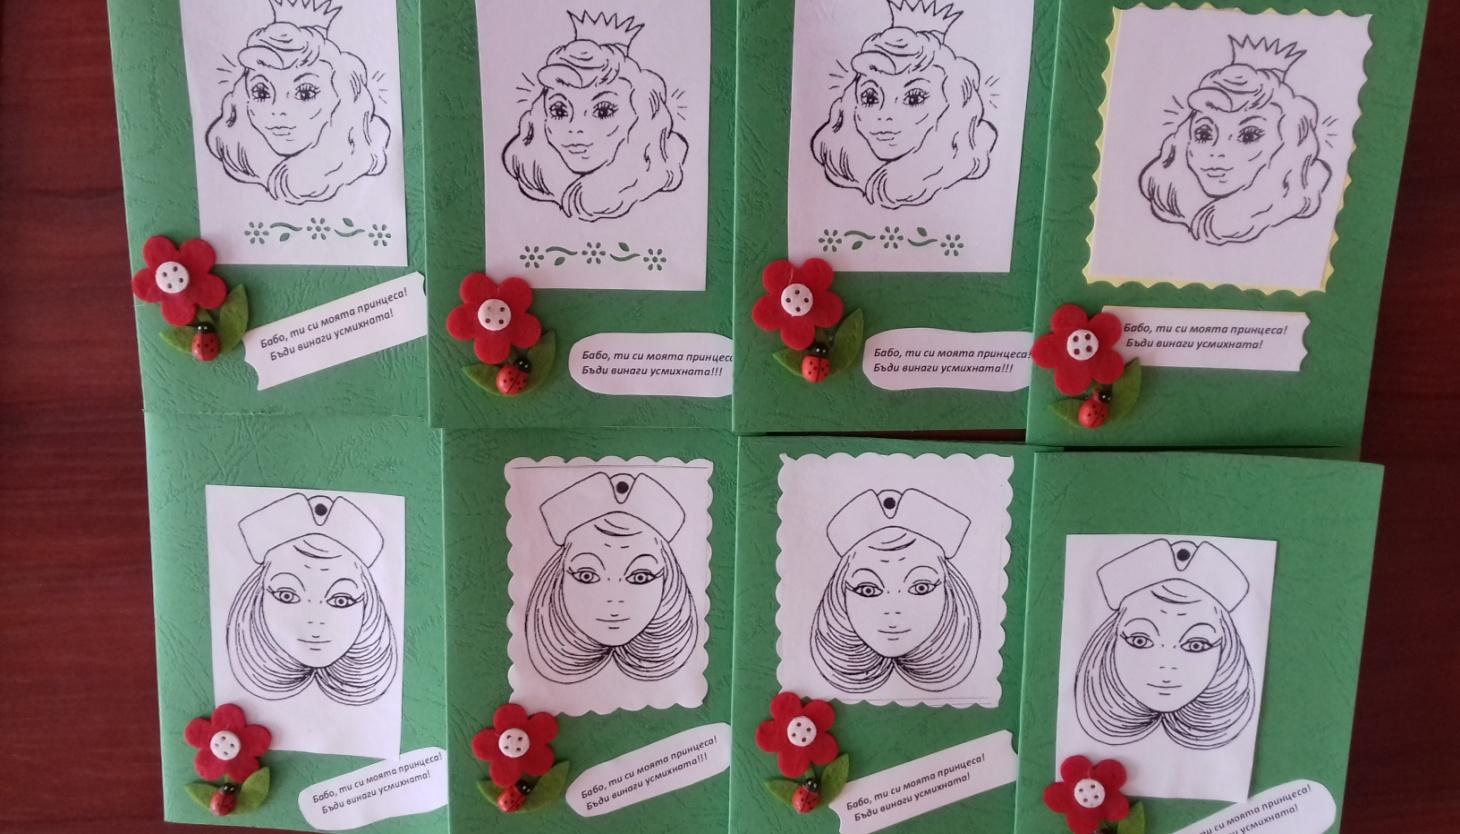 Бабо, ти си моята принцеса!
Бъди винаги усмихната!
Бабо, ти си моята принцеса
Бъди винаги усмихната!!!
Бабо, ти си моята принцеса!
Бъди винаги усмихната!!!
Бабо, ти си моята принцеса!
Бъди винаги усмихната!
Бабо, ти си моята принцеса!
Бъди винаги усмихната!
Бабо, ти си моята принцеса!
Бъди винаги усмихната!!!
Бабо, ти си моята принцеса!
Бъди винаги усмихната!
ти си моята принцеса!
винаги усмихната!!!